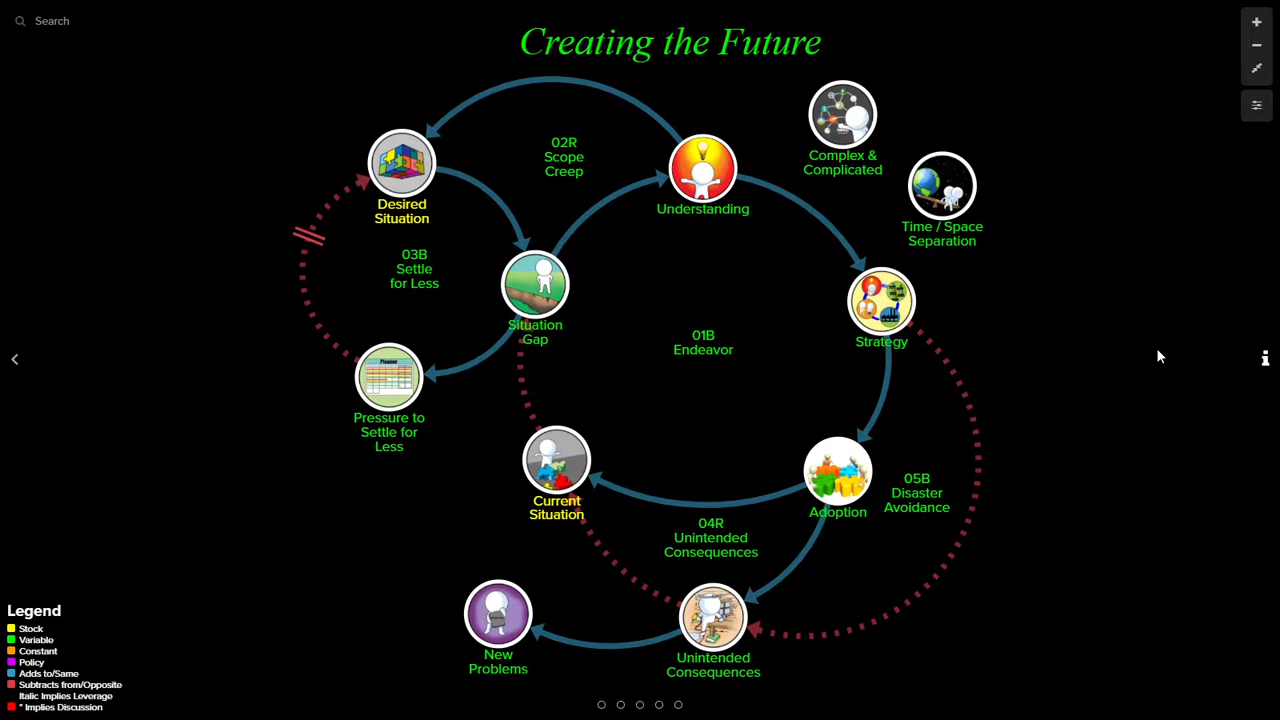 Search
Creating the Future
Complex &
Complicated
Time / Space
Separation
02R
Scope
Creep
Understanding
Desired
Situation
03B
Settle
for Less
Situation
Gap
01B
Endeavor
Strategy
Pressure to
Settle for
Less
Current
Situation
Adoption
05B
Disaster
Avoidance
04R
Unintended
Consequences
New
Problems
Unintended
Consequences
Legend
Stock
Variable
Constant
Policy
Adds to/Same
Subtracts from/Opposite
Italic Implies Leverage
* Implies Discussion